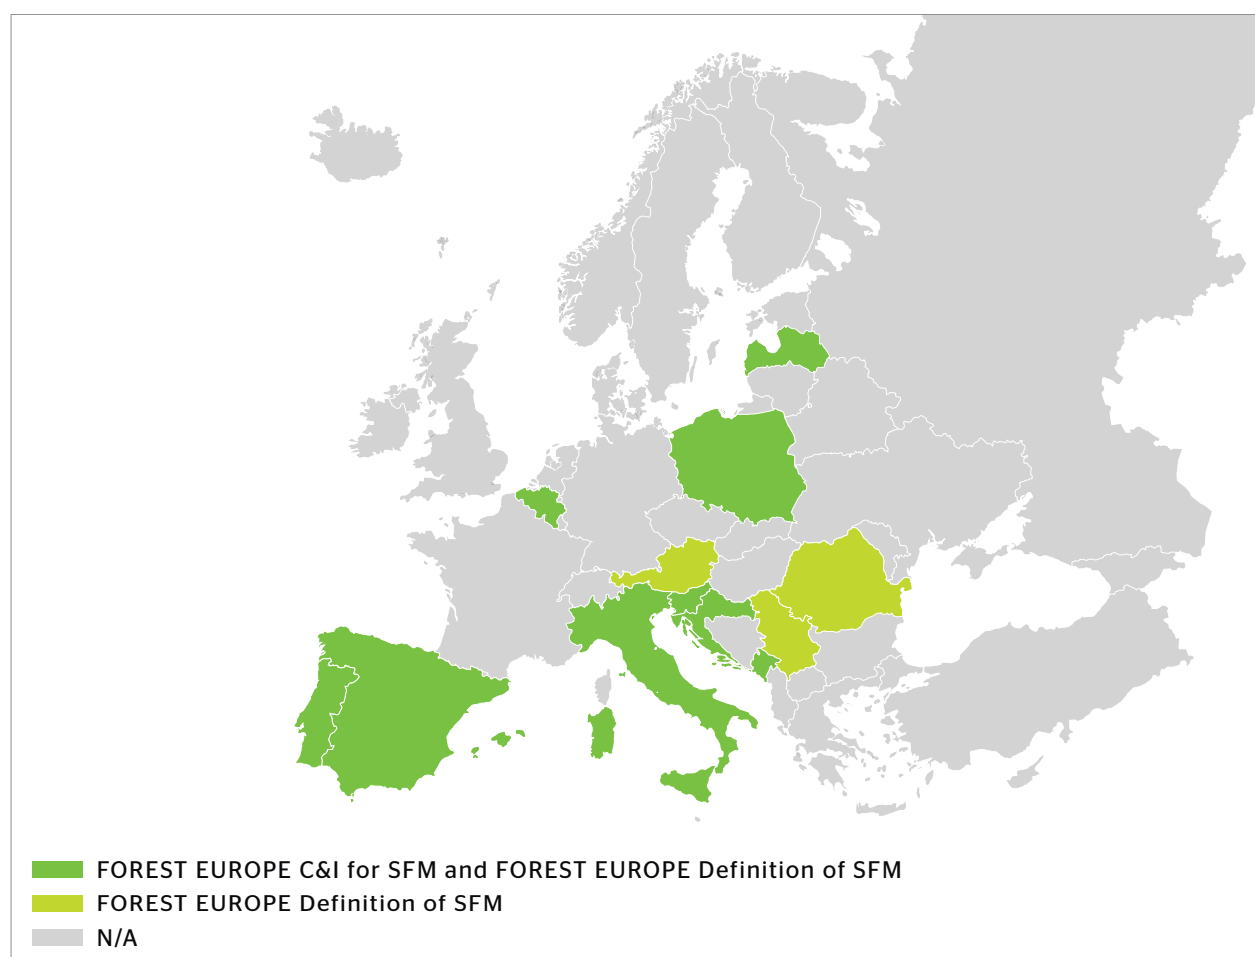 FOREST EUROPE C&I for SFM and FOREST EUROPE Definition of SFM
FOREST EUROPE Definition of SFM
N/A